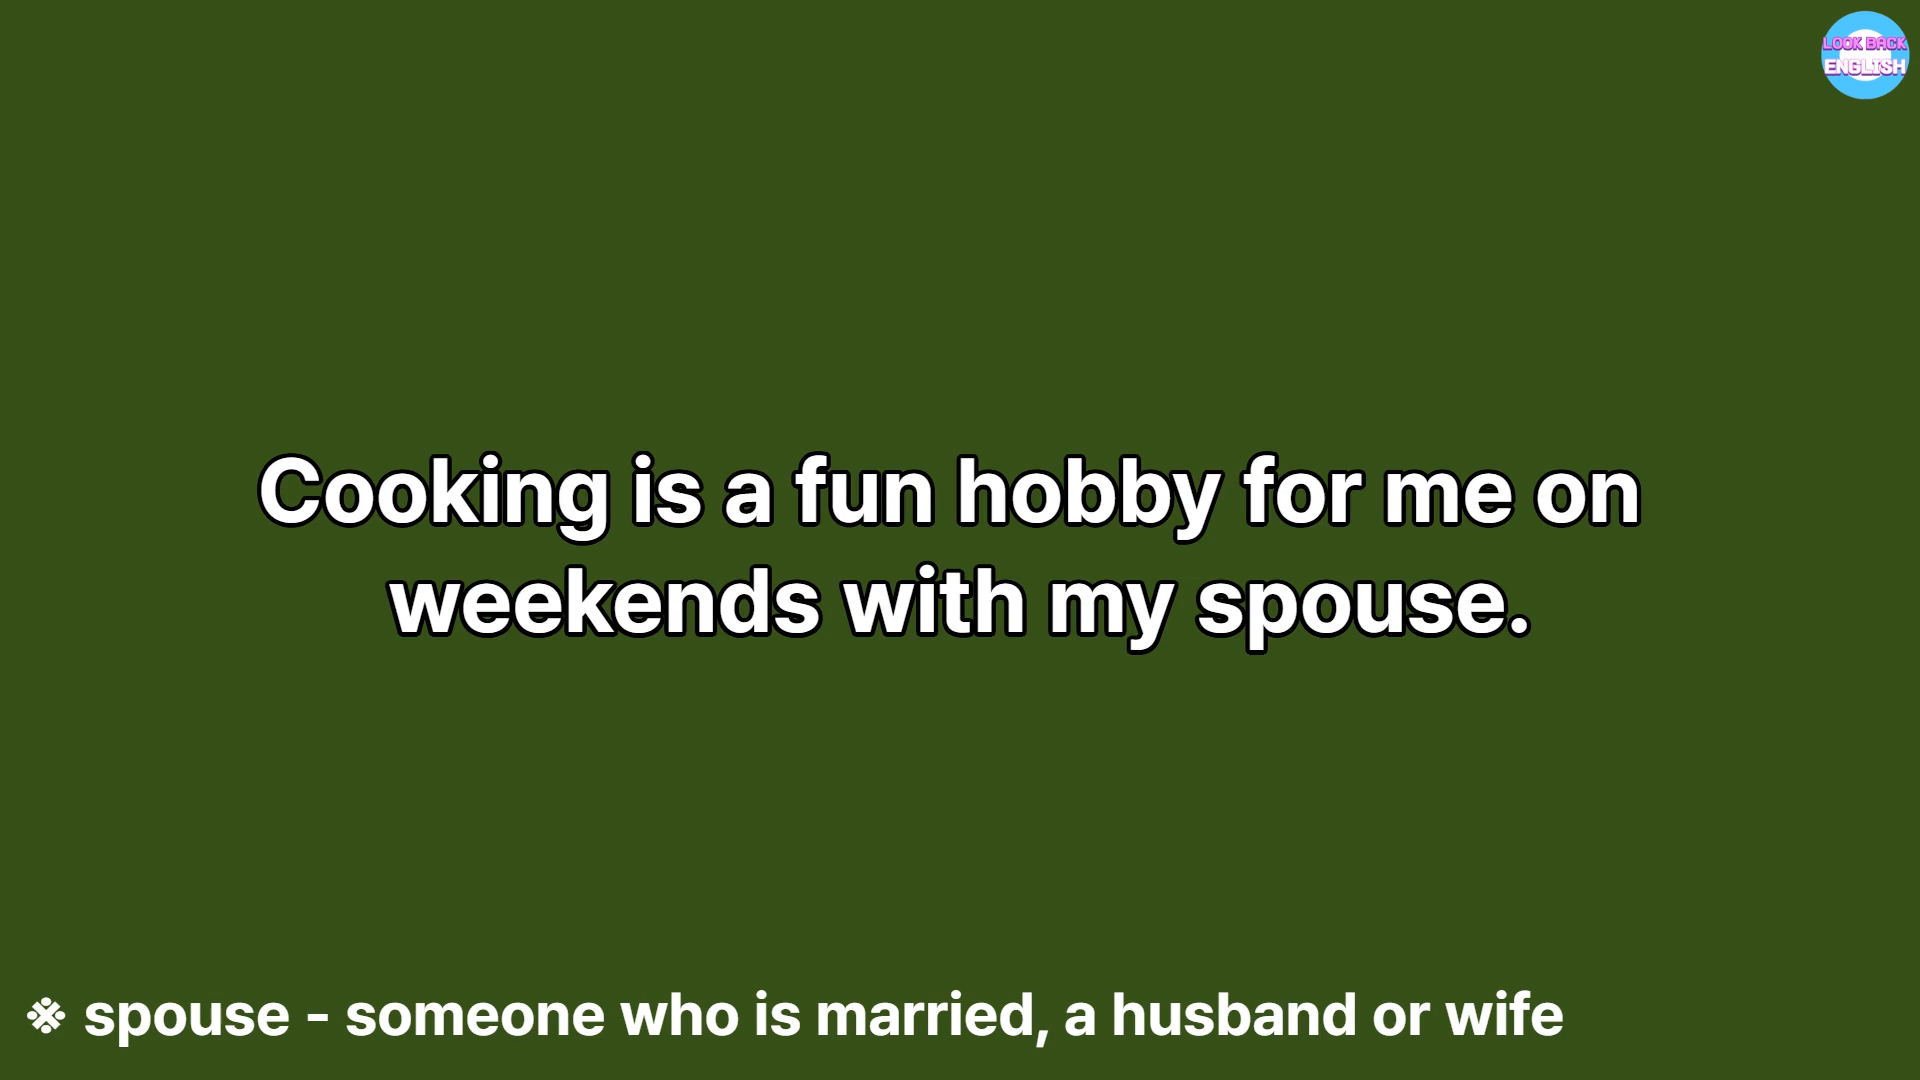 LOOK BACK
ENGLISH
Cooking is a fun hobby for me on
weekends with my spouse.
※ spouse - someone who is married, a husband or wife